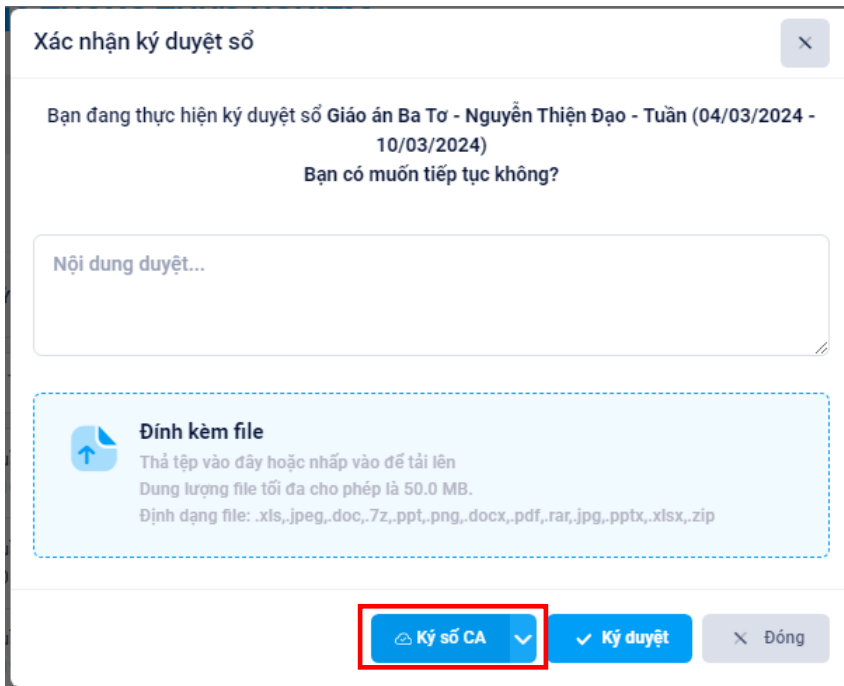 Xác nhận ký duyệt sổ
Bạn đang thực hiện ký duyệt sổ Giáo án Ba Tơ - Nguyễn Thiện Đạo - Tuần (04/03/2024 -
10/03/2024)
Bạn có muốn tiếp tục không?
Nội dung duyệt...
Đính kèm file
Thả tệp vào đây hoặc nhấp vào để tải lên
Dung lượng file tối đa cho phép là 50.0 MB.
Định dạng file: .xls,.jpeg,.doc,.7z,.ppt,.png,.docx,.pdf,.rar,.jpg,.pptx,.xlsx,.zip
Ký số CA
Ký duyệt
Đóng